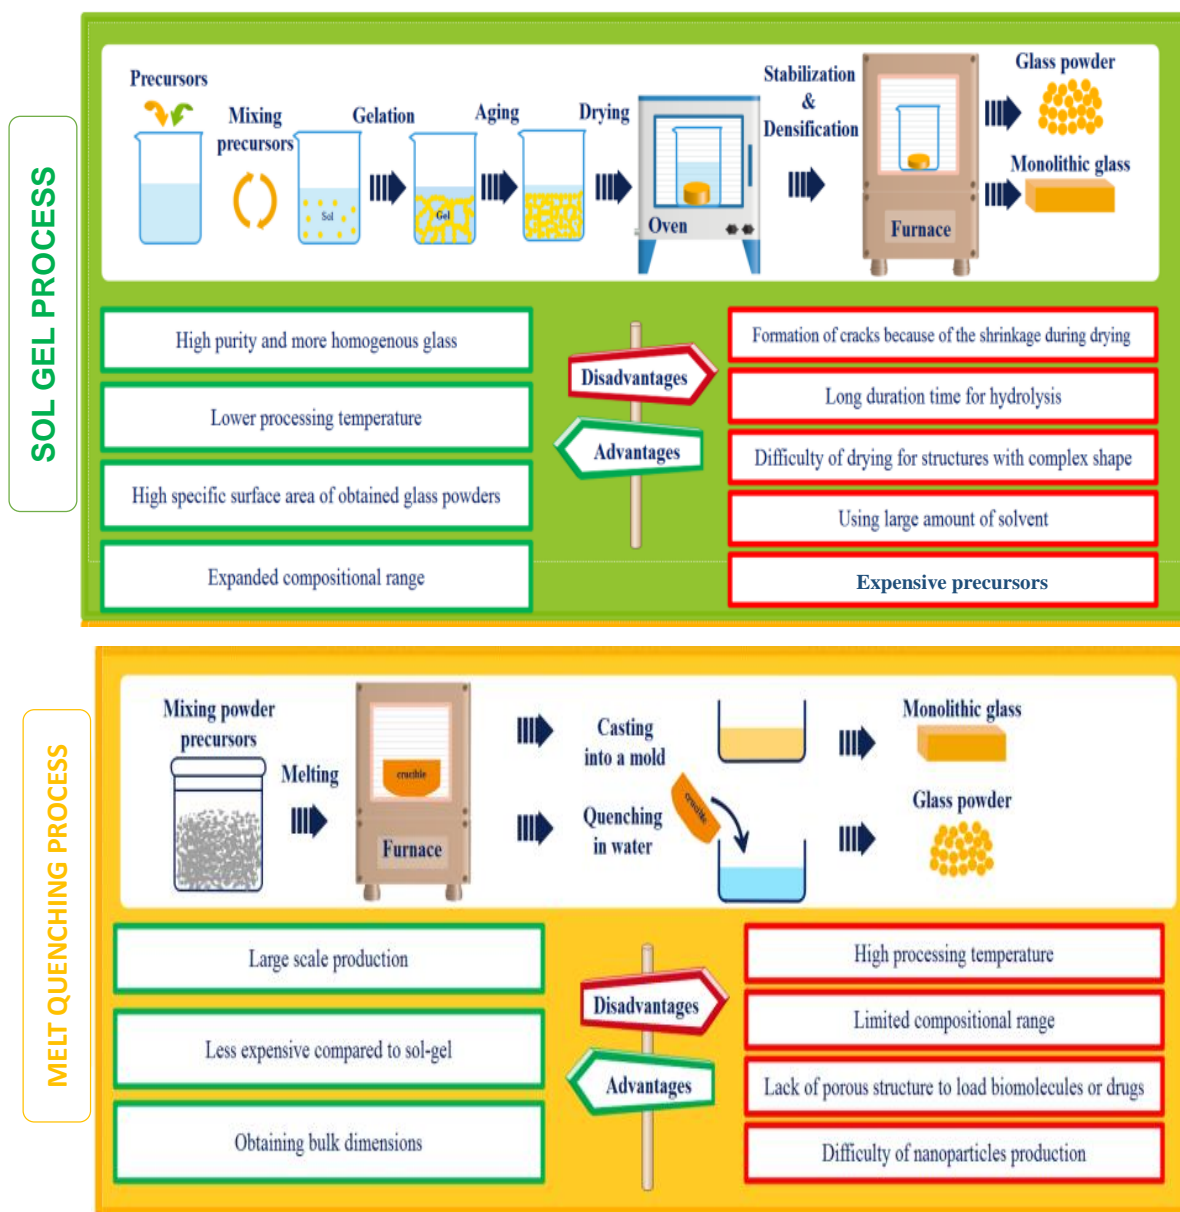 SOL GEL PROCESS
Precursors
Mixing
precursors
Sol
Gelation
Gel
Aging
Drying
Oven
Stabilization
&
Densification
Furnace
Glass powder
Monolithic glass
High purity and more homogenous glass
Lower processing temperature
High specific surface area of obtained glass powders
Expanded compositional range
Disadvantages
Advantages
Formation of cracks because of the shrinkage during drying
Long duration time for hydrolysis
Difficulty of drying for structures with complex shape
Using large amount of solvent
Expensive precursors
MELT QUENCHING PROCESS
Mixing powder
precursors
Melting
crucible
Furnace
Casting
into a mold
Quenching
in water
crucible
Monolithic glass
Glass powder
Large scale production
Less expensive compared to sol-gel
Obtaining bulk dimensions
Disadvantages
Advantages
High processing temperature
Limited compositional range
Lack of porous structure to load biomolecules or drugs
Difficulty of nanoparticles production